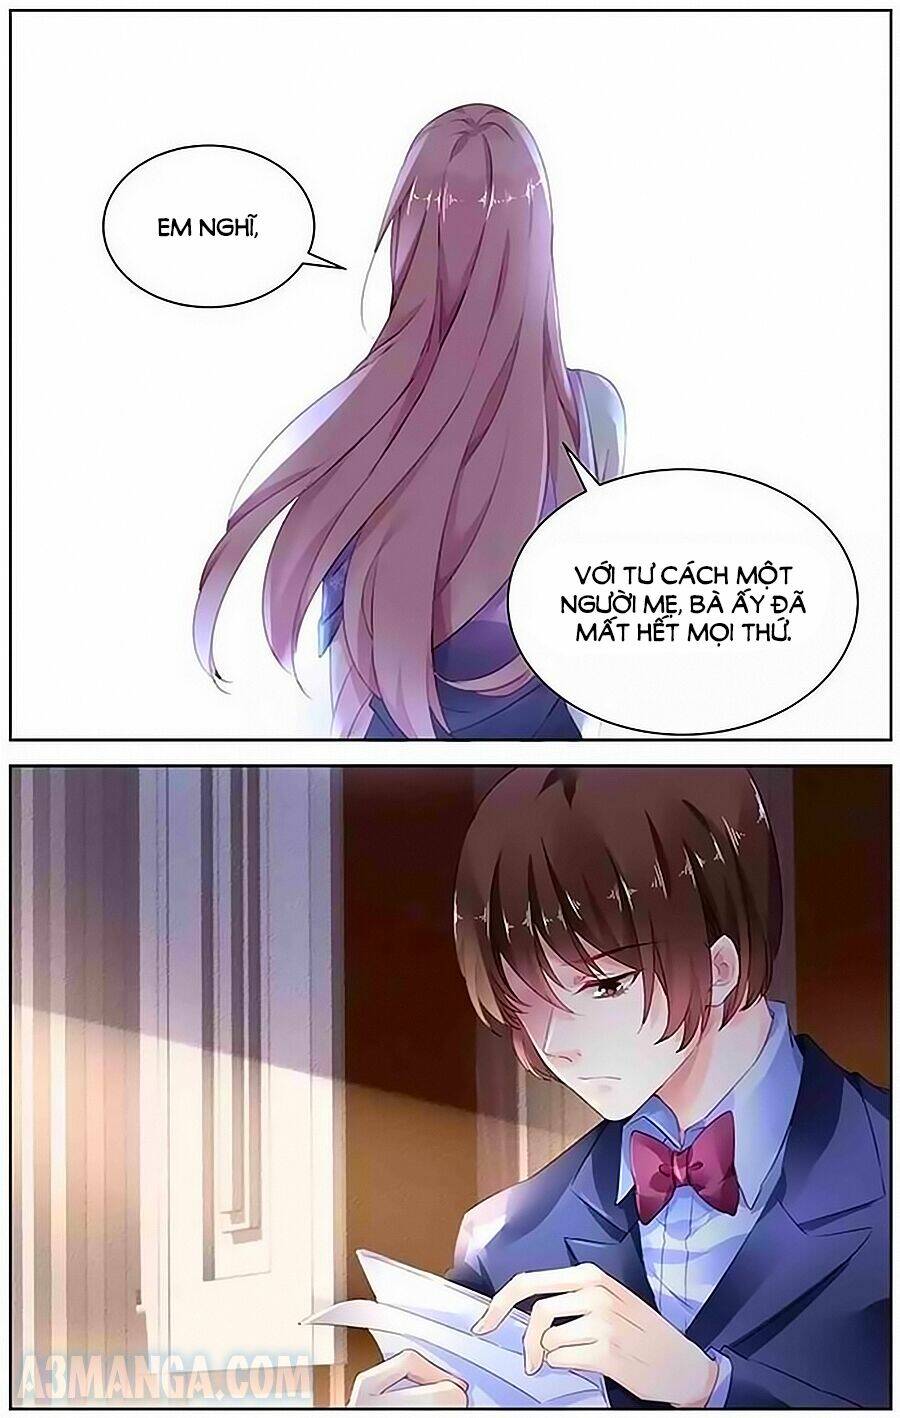 EM NGHĨ,
VỚI TƯ CÁCH MỘT
NGƯỜI MẸ, BÀ ẤY ĐÃ
MẤT HẾT MỌI THỨ.
A3MANGA.COM